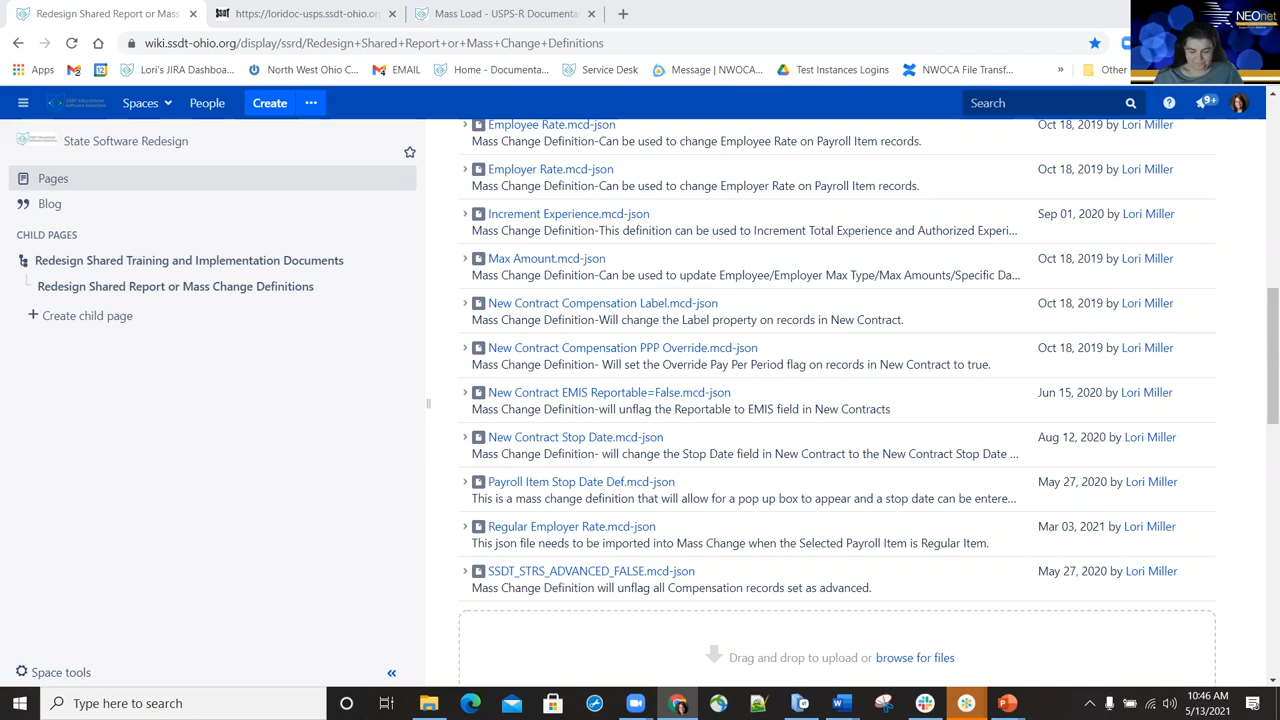 Redesign Shared Report or Mass
https://loridoc-usps.ssdt-ohio.or
Mass Load - USPS-R Documenta
NEOnet
wiki.ssdt-ohio.org/display/ssrd/Redesign+Shared+Report+or+Mass+Change+Definitions
Apps
Lori's JIRA Dashboa...
North West Ohio C...
EMAIL
Home - Documenta...
Service Desk
Message | NWOCA...
Test Instances Logins
NWOCA File Transf...
»
Other
Spaces
People
Create
Search
9+
State Software Redesign
Pages
Blog
CHILD PAGES
Redesign Shared Training and Implementation Documents
Redesign Shared Report or Mass Change Definitions
+ Create child page
Space tools
«
Employee Rate.mcd-json Oct 18, 2019 by Lori Miller
Mass Change Definition-Can be used to change Employee Rate on Payroll Item records.
Employer Rate.mcd-json Oct 18, 2019 by Lori Miller
Mass Change Definition-Can be used to change Employer Rate on Payroll Item records.
Increment Experience.mcd-json Sep 01, 2020 by Lori Miller
Mass Change Definition-This definition can be used to Increment Total Experience and Authorized Experi...
Max Amount.mcd-json Oct 18, 2019 by Lori Miller
Mass Change Definition-Can be used to update Employee/Employer Max Type/Max Amounts/Specific Da...
New Contract Compensation Label.mcd-json Oct 18, 2019 by Lori Miller
Mass Change Definition-Will change the Label property on records in New Contract.
New Contract Compensation PPP Override.mcd-json Oct 18, 2019 by Lori Miller
Mass Change Definition- Will set the Override Pay Per Period flag on records in New Contract to true.
New Contract EMIS Reportable=False.mcd-json Jun 15, 2020 by Lori Miller
Mass Change Definition-will unflag the Reportable to EMIS field in New Contracts
New Contract Stop Date.mcd-json Aug 12, 2020 by Lori Miller
Mass Change Definition- will change the Stop Date field in New Contract to the New Contract Stop Date ...
Payroll Item Stop Date Def.mcd-json May 27, 2020 by Lori Miller
This is a mass change definition that will allow for a pop up box to appear and a stop date can be entere...
Regular Employer Rate.mcd-json Mar 03, 2021 by Lori Miller
This json file needs to be imported into Mass Change when the Selected Payroll Item is Regular Item.
SSDT_STRS_ADVANCED_FALSE.mcd-json May 27, 2020 by Lori Miller
Mass Change Definition will unflag all Compensation records set as advanced.
Drag and drop to upload or browse for files
Type here to search
10:46 AM
5/13/2021